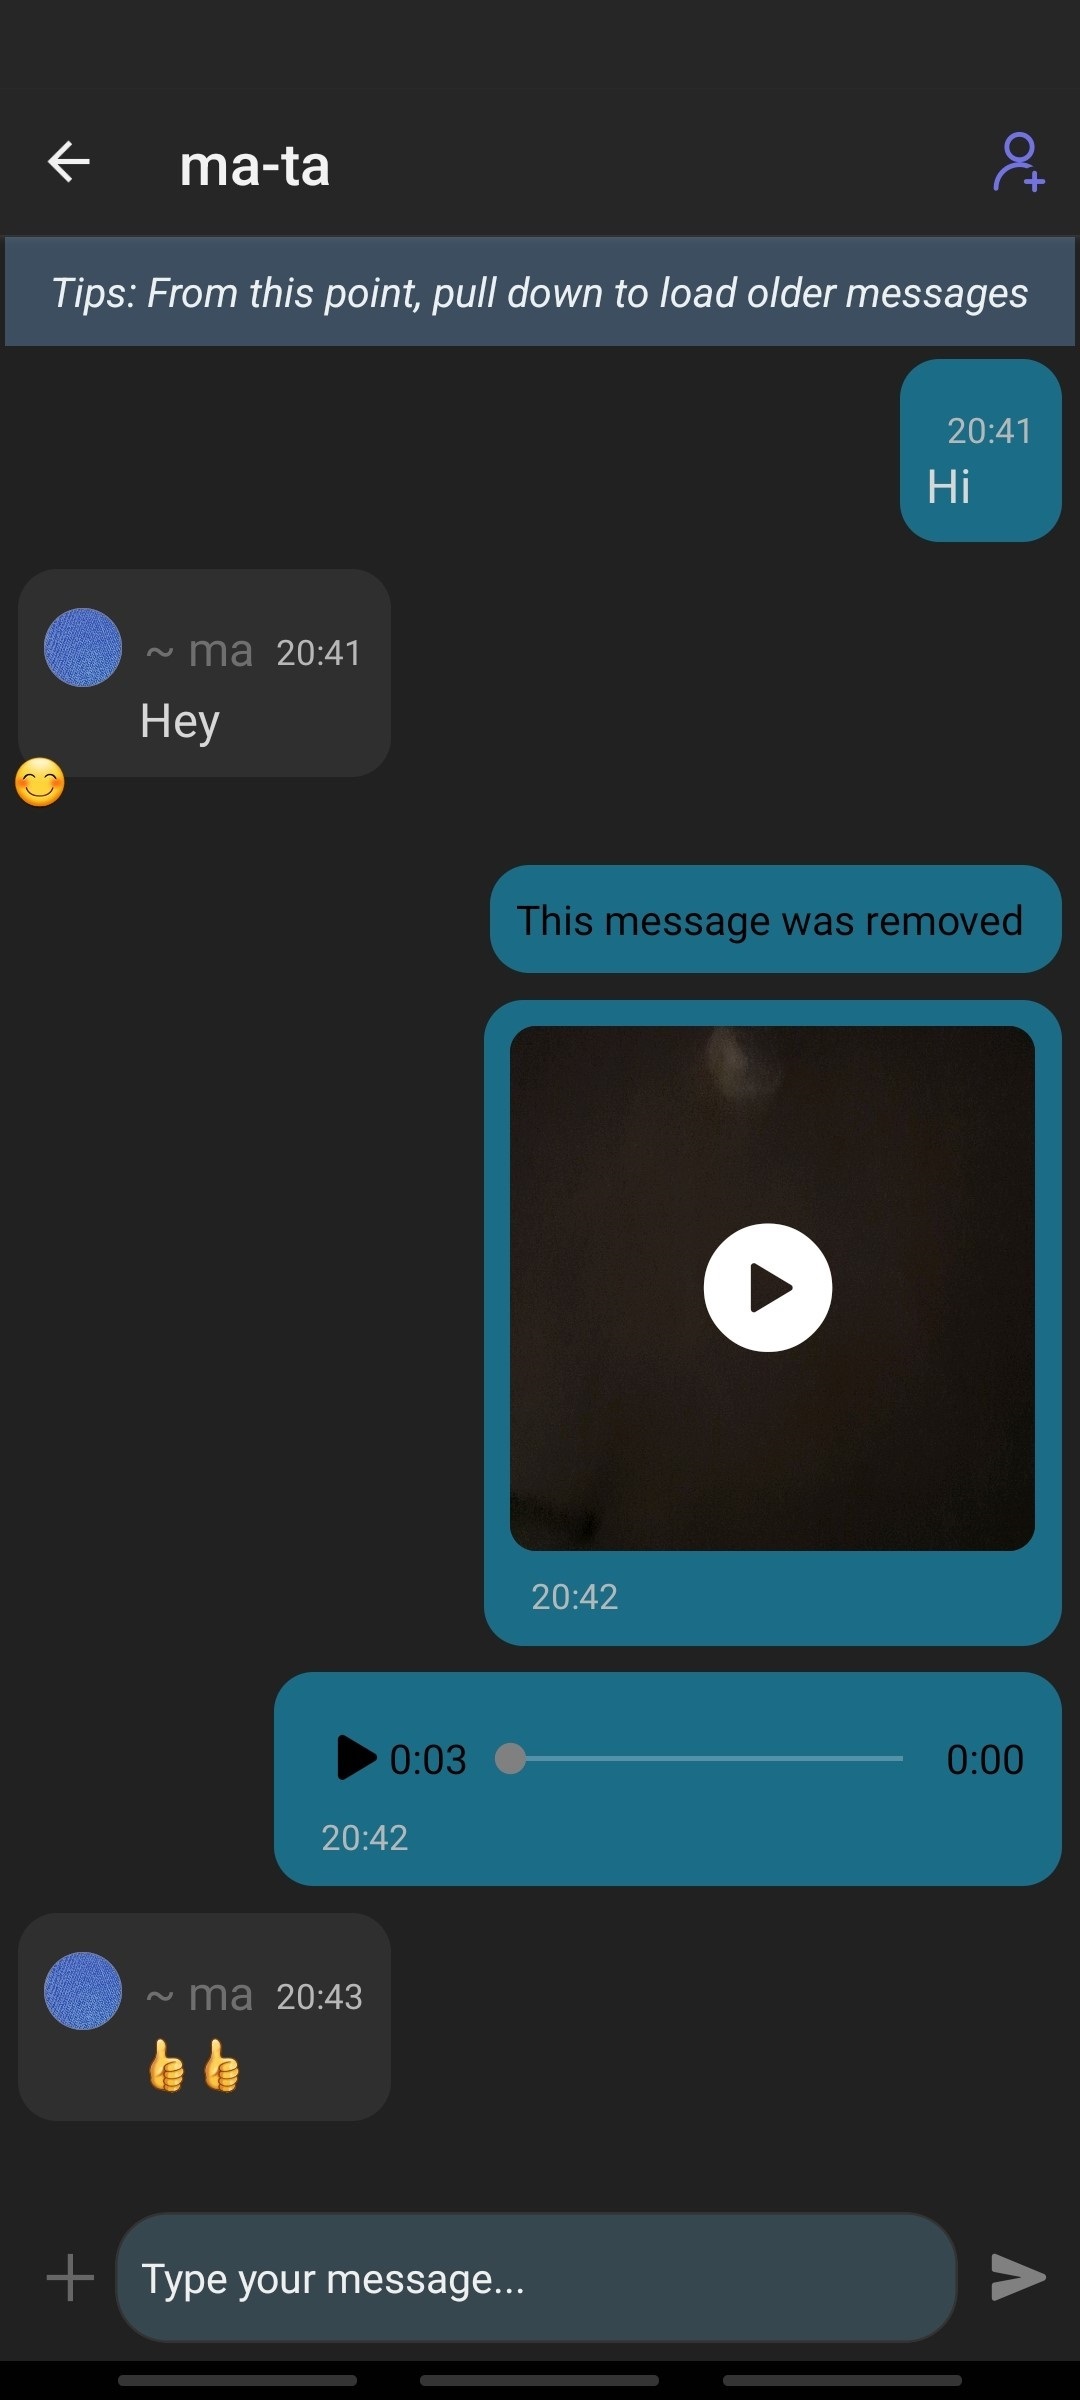 ma-ta
Tips: From this point, pull down to load older messages
20:41
Hi
~ ma 20:41
Hey
😊
This message was removed
20:42
0:03 0:00
20:42
~ ma 20:43
👍👍
Type your message...